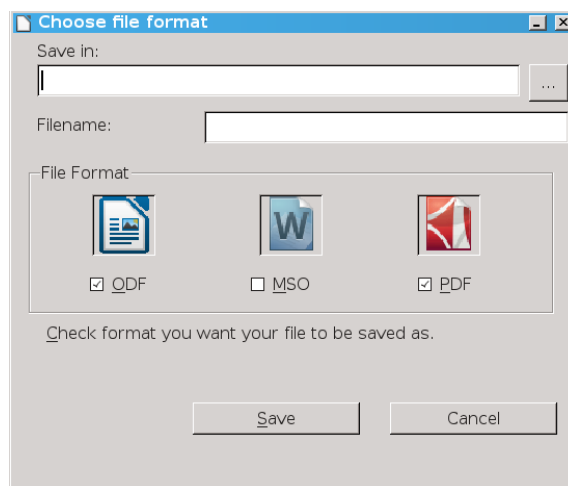 Choose file format
Save in:
...
Filename:
File Format
W
ODF
MSO
PDF
Check format you want your file to be saved as.
Save
Cancel